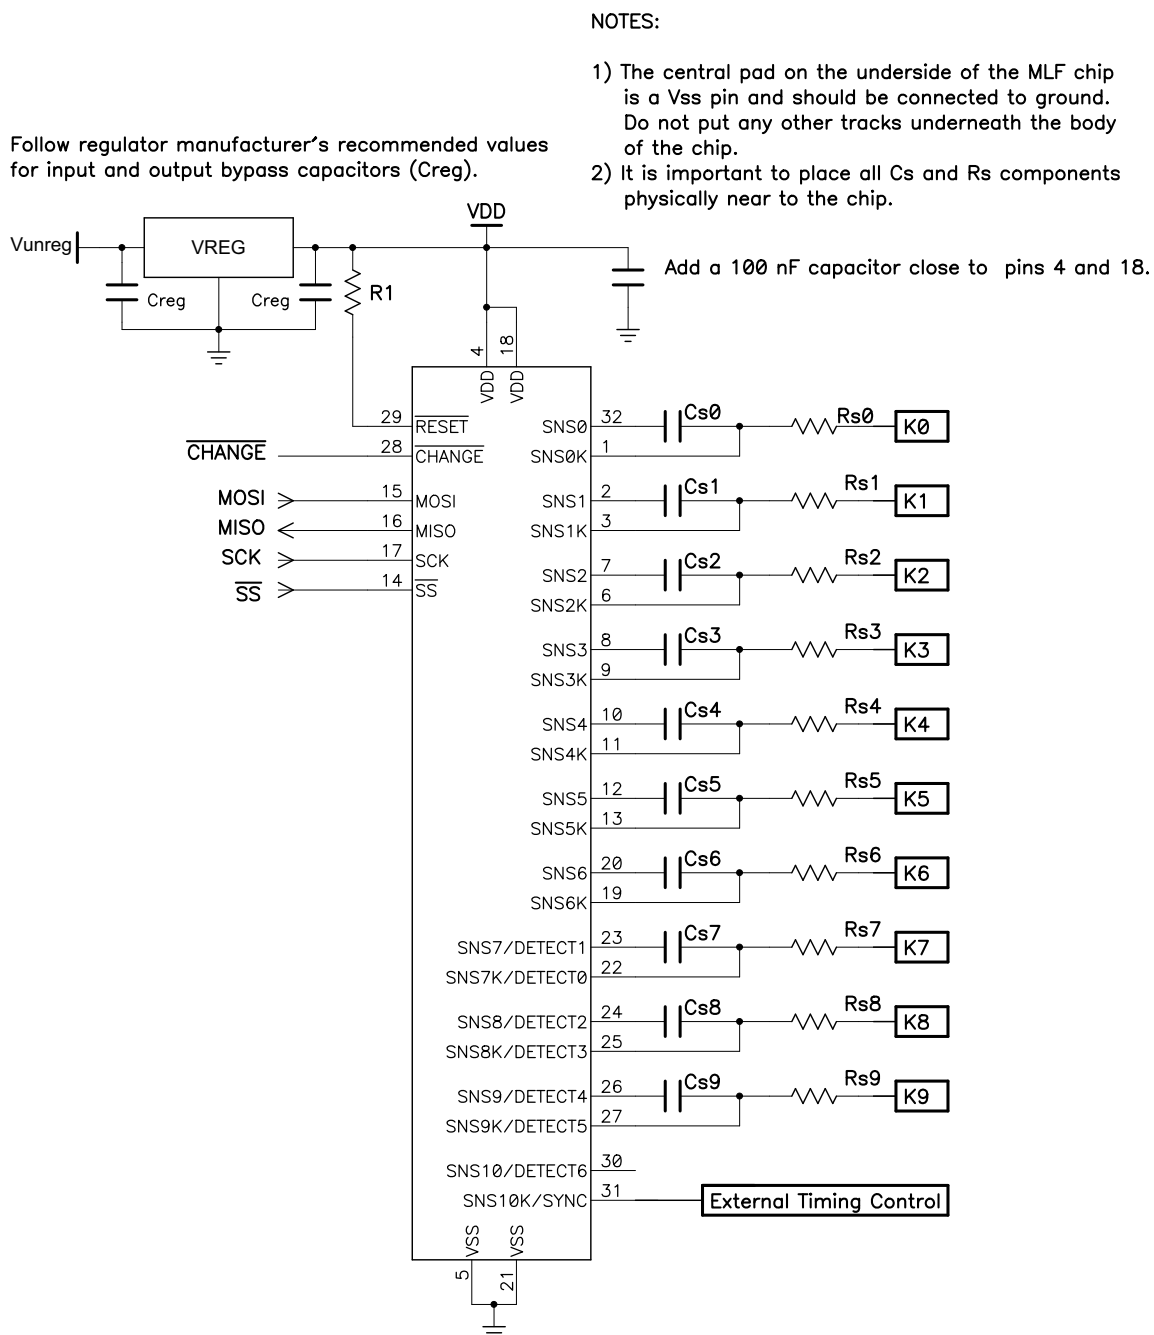 NOTES:
1) The central pad on the underside of the MLF chip
is a Vss pin and should be connected to ground.
Do not put any other tracks underneath the body
of the chip.
2) It is important to place all Cs and Rs components
physically near to the chip.
Follow regulator manufacturer's recommended values
for input and output bypass capacitors (Creg).
VDD
Vunreg
VREG
Creg
Creg
R1
Add a 100 nF capacitor close to pins 4 and 18.
4
18
VDD
VDD
29
RESET
28
CHANGE
CHANGE
MOSI
15
MOSI
MISO
16
MISO
SCK
17
SCK
SS
14
SS
SNS0
32
Cs0
Rs0
K0
SNS0K
1
SNS1
2
Cs1
Rs1
K1
SNS1K
3
SNS2
7
Cs2
Rs2
K2
SNS2K
6
SNS3
8
Cs3
Rs3
K3
SNS3K
9
SNS4
10
Cs4
Rs4
K4
SNS4K
11
SNS5
12
Cs5
Rs5
K5
SNS5K
13
SNS6
20
Cs6
Rs6
K6
SNS6K
19
SNS7/DETECT1
23
Cs7
Rs7
K7
SNS7K/DETECT0
22
SNS8/DETECT2
24
Cs8
Rs8
K8
SNS8K/DETECT3
25
SNS9/DETECT4
26
Cs9
Rs9
K9
SNS9K/DETECT5
27
SNS10/DETECT6
30
SNS10K/SYNC
31
External Timing Control
VSS
VSS
5
21